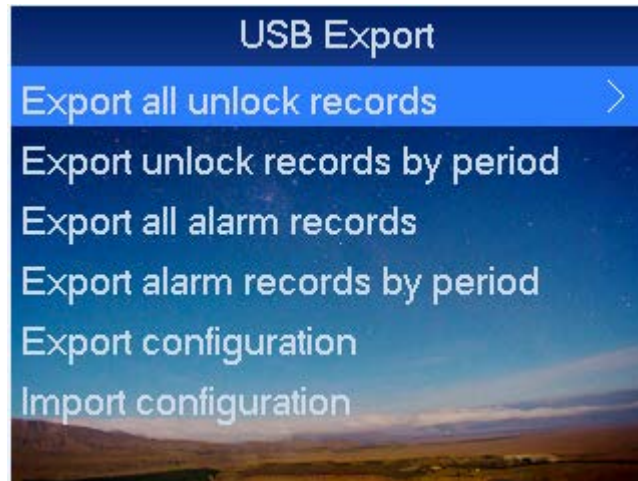 USB Export
Export all unlock records
Export unlock records by period
Export all alarm records
Export alarm records by period
Export configuration
Import configuration